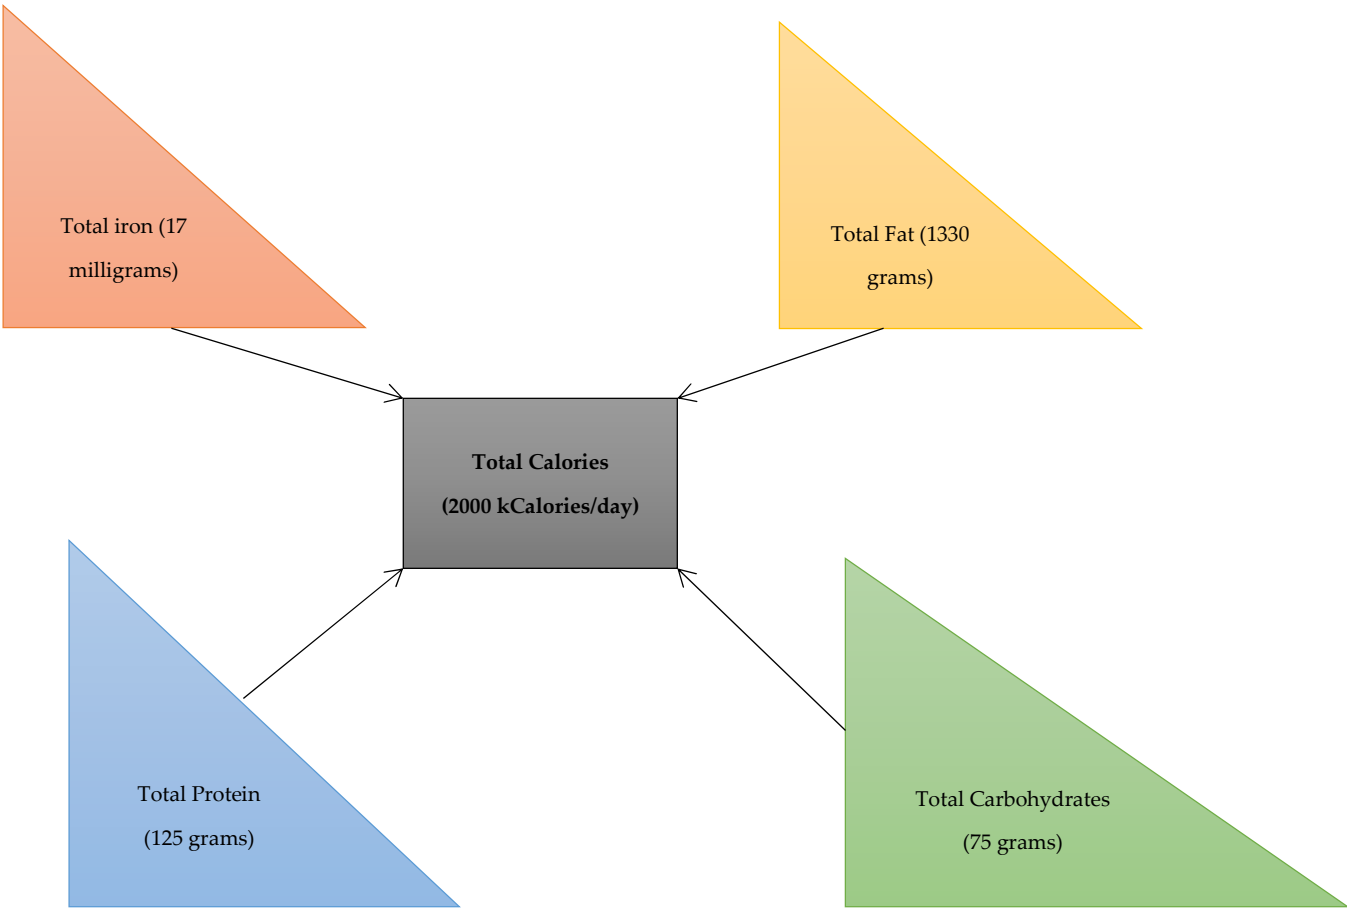 Total iron (17
milligrams)
Total Fat (1330
grams)
Total Calories
(2000 kCalories/day)
Total Protein
(125 grams)
Total Carbohydrates
(75 grams)